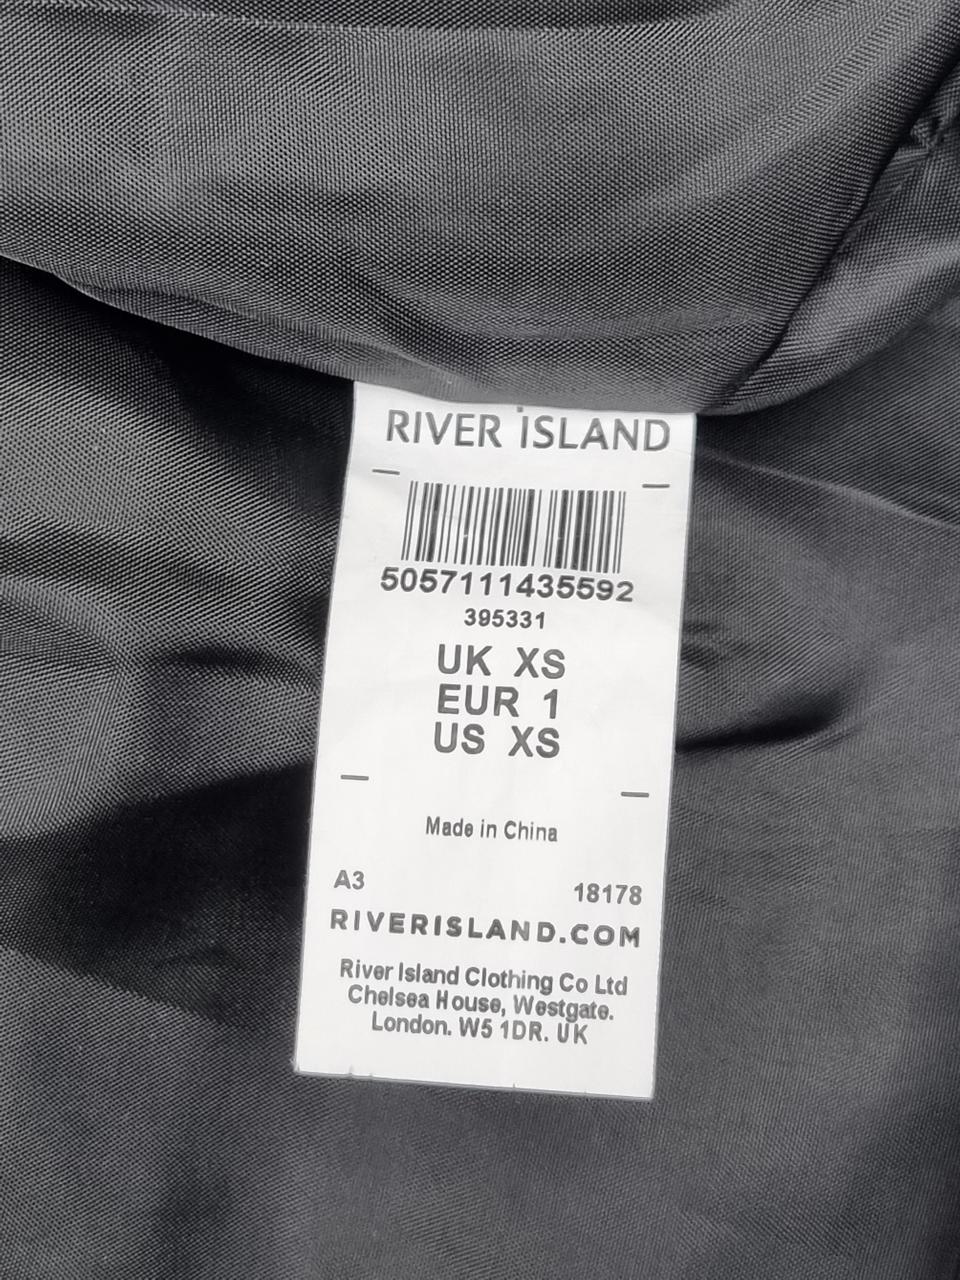 RIVER ISLAND
5057111435592
395331
UK XS
EUR 1
US XS
Made in China
A3 18178
RIVERISLAND.COM
River Island Clothing Co Ltd
Chelsea House, Westgate.
London. W5 1DR. UK